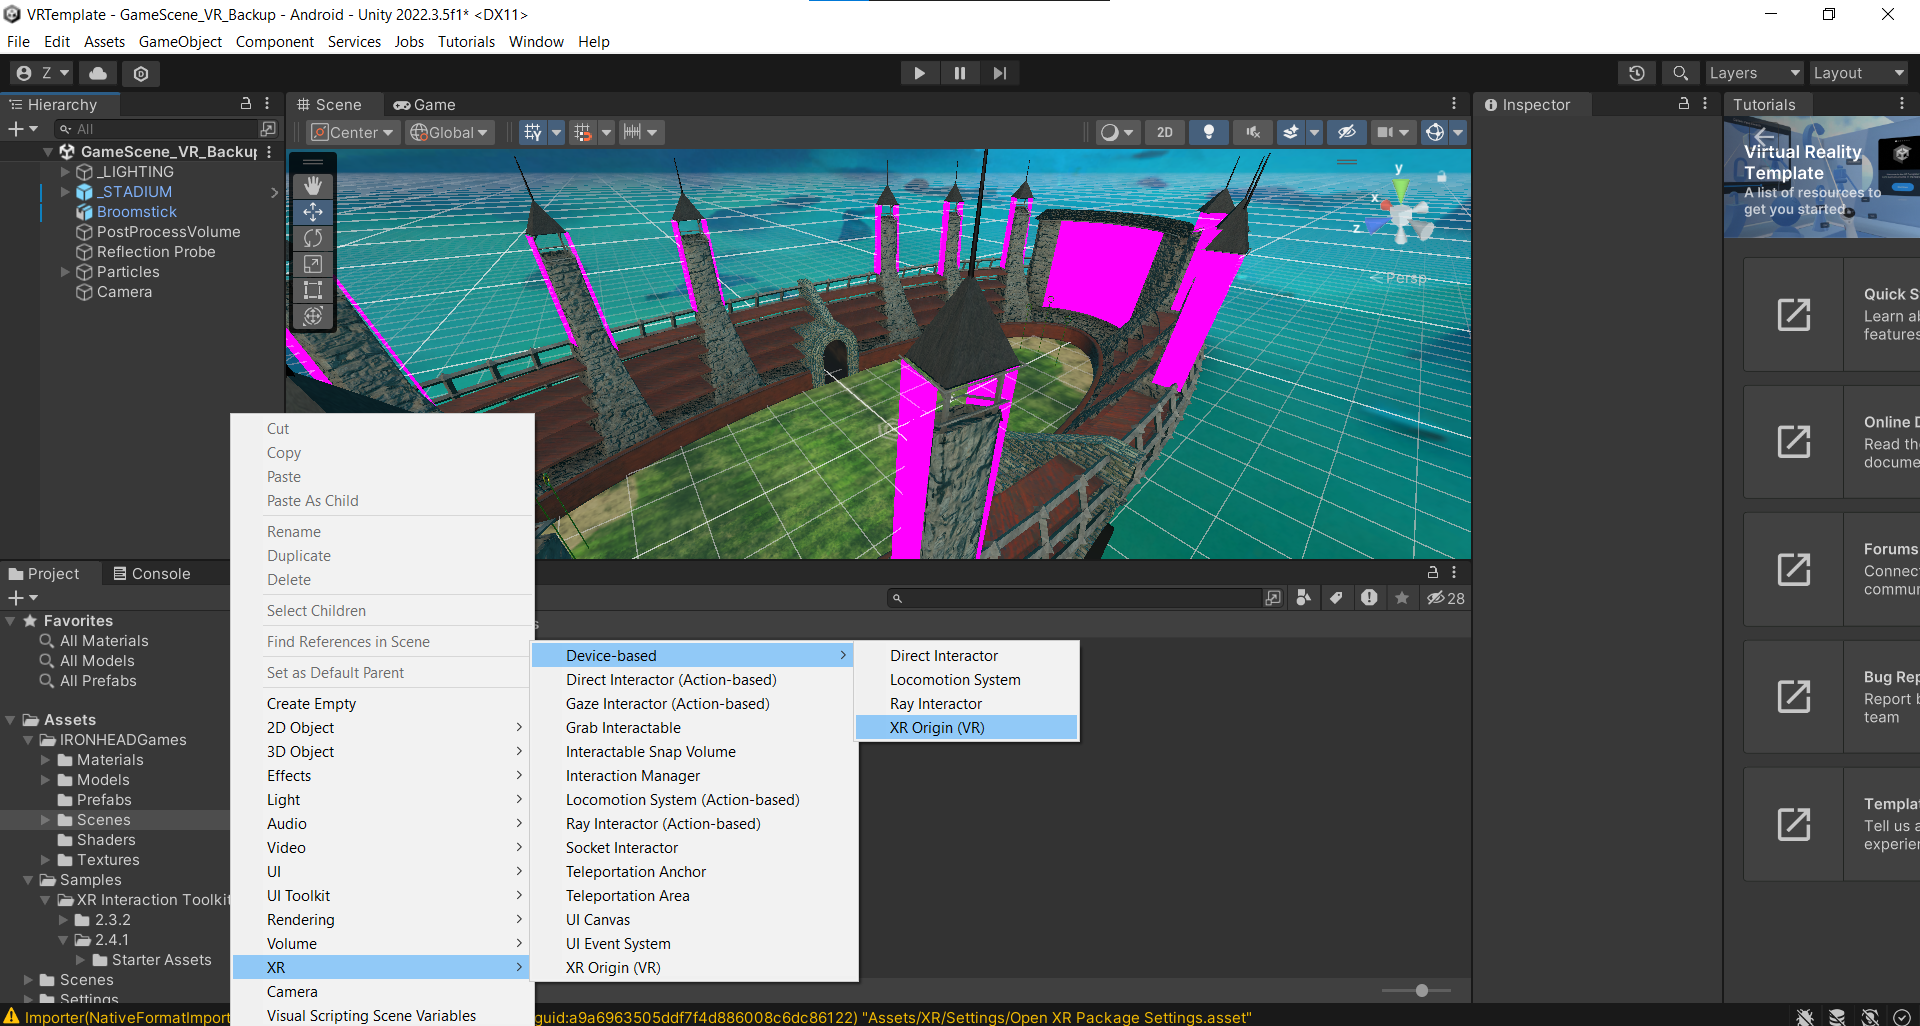 VRTemplate - GameScene_VR_Backup - Android - Unity 2022.3.5f1* <DX11>
File Edit Assets GameObject Component Services Jobs Tutorials Window Help
Z
Layers
Layout
Hierarchy
All
GameScene_VR_Backup
_LIGHTING
_STADIUM
Broomstick
PostProcessVolume
Reflection Probe
Particles
Camera
Scene
Game
Center
Global
2D
y
x
z
Persp
Inspector
Tutorials
Virtual Reality
Template
A list of resources to
get you started
Quick S
Learn ab
features
Online D
Read the
docume
Forums
Connect
commun
Bug Rep
Report b
team
Templa
Tell us a
experien
Cut
Copy
Paste
Paste As Child
Rename
Duplicate
Delete
Select Children
Find References in Scene
Set as Default Parent
Create Empty
2D Object
3D Object
Effects
Light
Audio
Video
UI
UI Toolkit
Rendering
Volume
XR
Camera
Visual Scripting Scene Variables
Device-based
Direct Interactor (Action-based)
Gaze Interactor (Action-based)
Grab Interactable
Interactable Snap Volume
Interaction Manager
Locomotion System (Action-based)
Ray Interactor (Action-based)
Socket Interactor
Teleportation Anchor
Teleportation Area
UI Canvas
UI Event System
XR Origin (VR)
Direct Interactor
Locomotion System
Ray Interactor
XR Origin (VR)
Project
Console
28
Favorites
All Materials
All Models
All Prefabs
Assets
IRONHEADGames
Materials
Models
Prefabs
Scenes
Shaders
Textures
Samples
XR Interaction Toolkit
2.3.2
2.4.1
Starter Assets
Scenes
Settings
Importer(NativeFormatImport guid:a9a6963505ddf7f4d886008c6dc86122) "Assets/XR/Settings/Open XR Package Settings.asset"